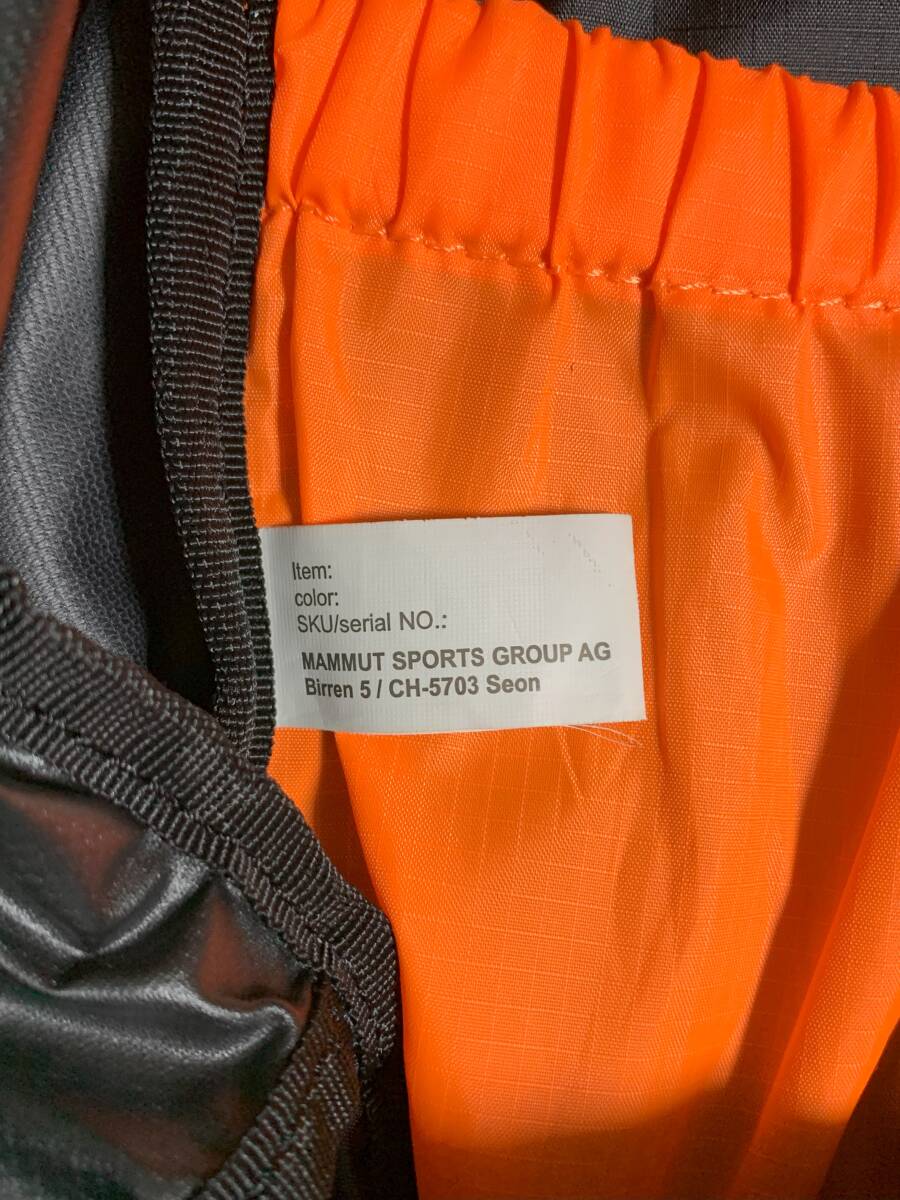 Item:
color:
SKU/serial NO.:
MAMMUT SPORTS GROUP AG
Birren 5 / CH-5703 Seon